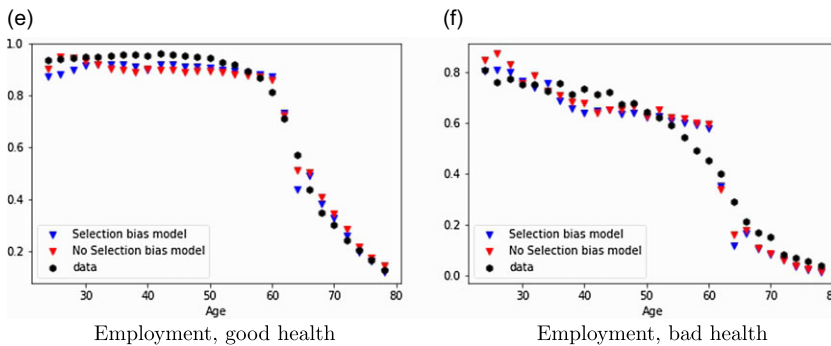 (e)
1.0
0.8
0.6
0.4
0.2
Selection bias model
No Selection bias model
data
30 40 50 60 70 80
Age
Employment, good health
(f)
0.8
0.6
0.4
0.2
0.0
Selection bias model
No Selection bias model
data
30 40 50 60 70 80
Age
Employment, bad health